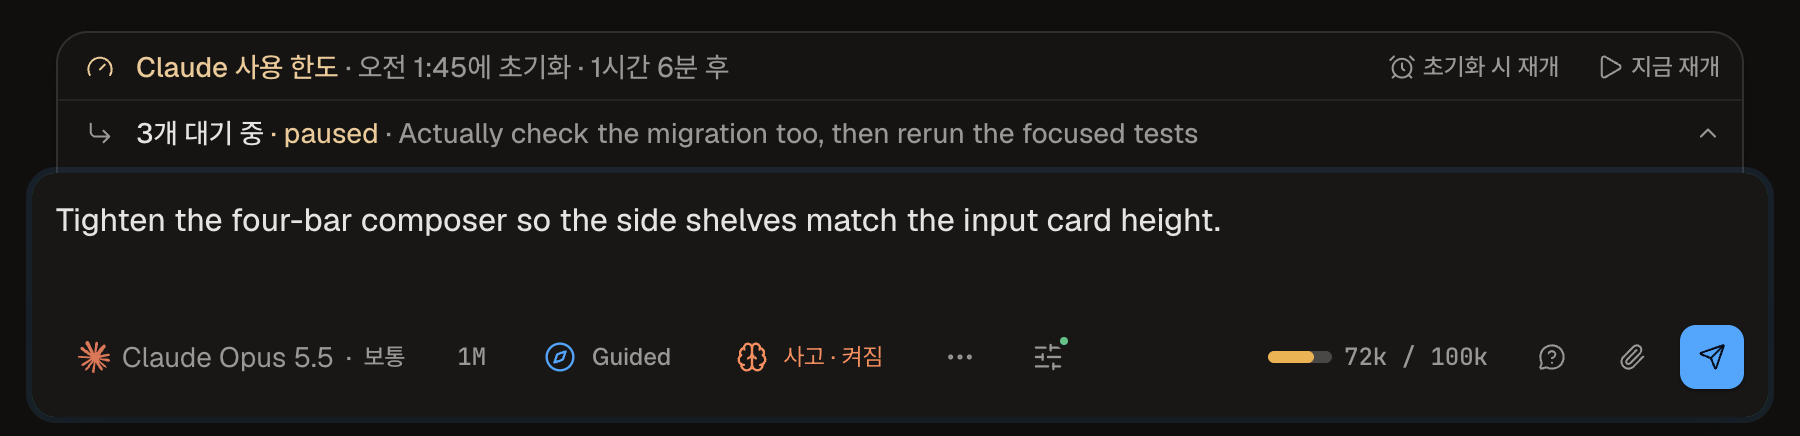 Claude 사용 한도 · 오전 1:45에 초기화 · 1시간 6분 후 초기화 시 재개 지금 재개
3개 대기 중 · paused · Actually check the migration too, then rerun the focused tests
Tighten the four-bar composer so the side shelves match the input card height.
Claude Opus 5.5 · 보통 1M Guided 사고 · 켜짐 72k / 100k